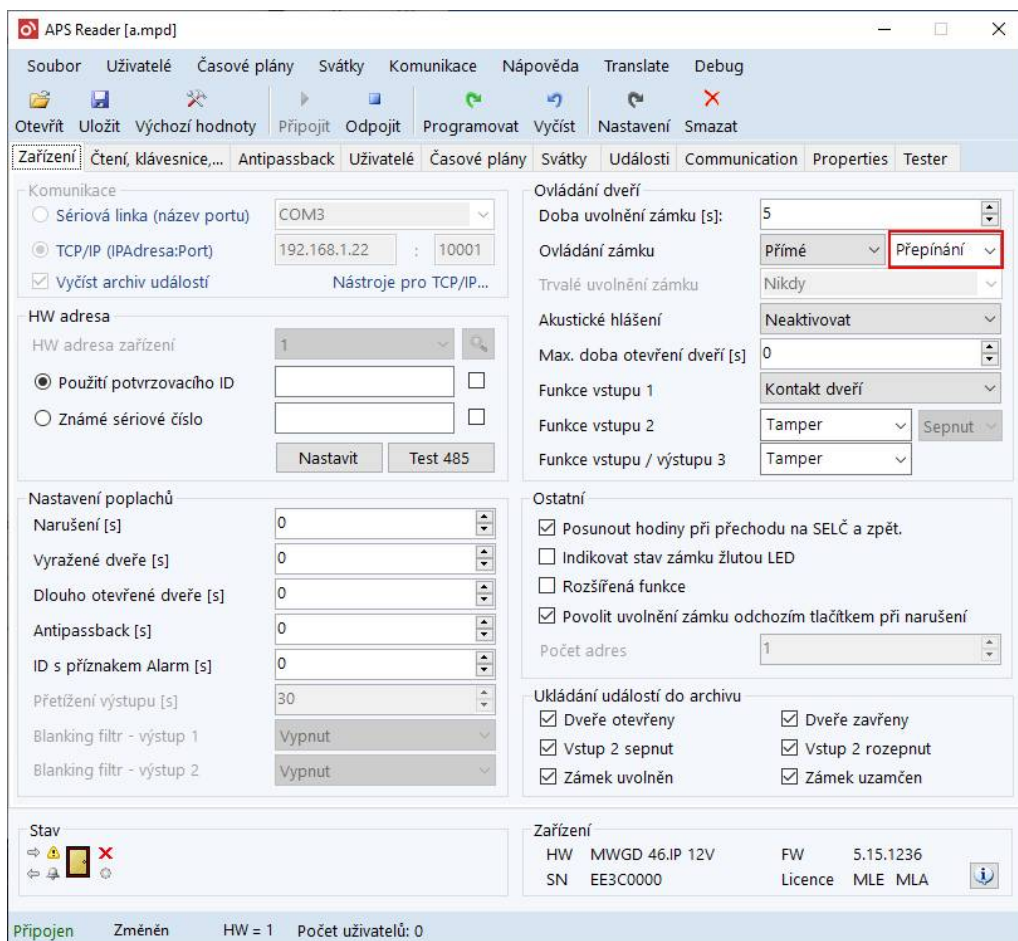 APS Reader [a.mpd]
Soubor Uživatelé Časové plány Svátky Komunikace Nápověda Translate Debug
Otevřít Uložit Výchozí hodnoty Připojit Odpojit Programovat Vyčíst Nastavení Smazat
Zařízení Čtení, klávesnice,... Antipassback Uživatelé Časové plány Svátky Události Communication Properties Tester
Komunikace
Sériová linka (název portu) COM3
TCP/IP (IPAdresa:Port) 192.168.1.22 : 10001
Vyčíst archiv událostí Nástroje pro TCP/IP...
HW adresa
HW adresa zařízení 1
Použití potvrzovacího ID
Známé sériové číslo
Nastavit Test 485
Nastavení poplachů
Narušení [s] 0
Vyražené dveře [s] 0
Dlouho otevřené dveře [s] 0
Antipassback [s] 0
ID s příznakem Alarm [s] 0
Přetížení výstupu [s] 30
Blanking filtr - výstup 1 Vypnut
Blanking filtr - výstup 2 Vypnut
Ovládání dveří
Doba uvolnění zámku [s]: 5
Ovládání zámku Přímé Přepínání
Trvalé uvolnění zámku Nikdy
Akustické hlášení Neaktivovat
Max. doba otevření dveří [s] 0
Funkce vstupu 1 Kontakt dveří
Funkce vstupu 2 Tamper Sepnut
Funkce vstupu / výstupu 3 Tamper
Ostatní
Posunout hodiny při přechodu na SELČ a zpět.
Indikovat stav zámku žlutou LED
Rozšířená funkce
Povolit uvolnění zámku odchozím tlačítkem při narušení
Počet adres 1
Ukládání událostí do archivu
Dveře otevřeny Dveře zavřeny
Vstup 2 sepnut Vstup 2 rozepnut
Zámek uvolněn Zámek uzamčen
Stav
Zařízení
HW MWGD 46.IP 12V FW 5.15.1236
SN EE3C0000 Licence MLE MLA
Připojen Změněn HW = 1 Počet uživatelů: 0